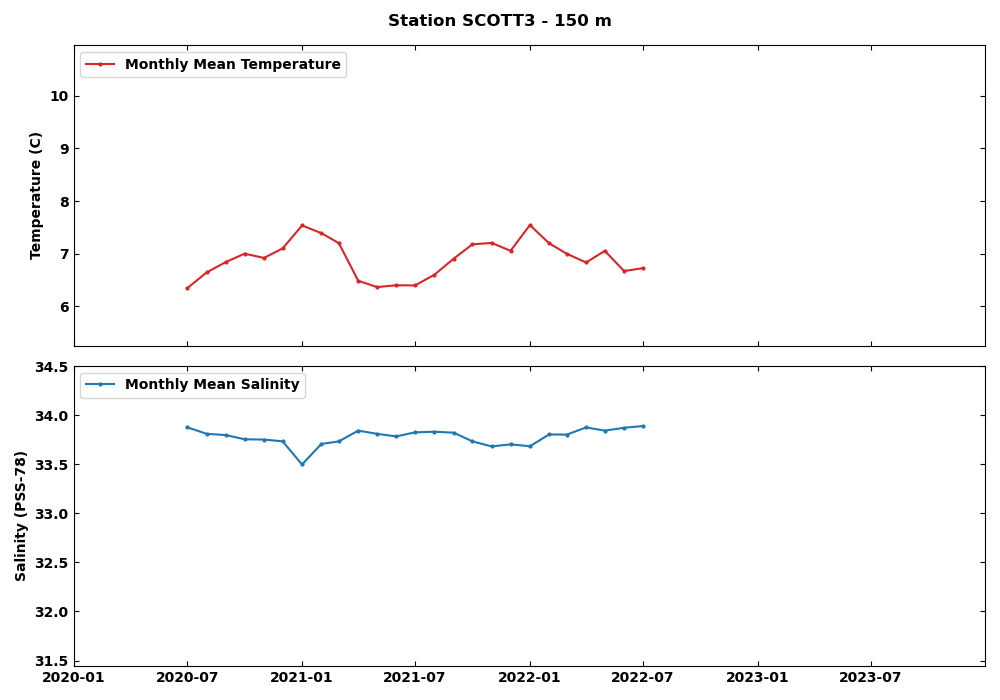 Station SCOTT3 - 150 m
Monthly Mean Temperature
10
9
8
7
6
Temperature (C)
Monthly Mean Salinity
34.5
34.0
33.5
33.0
32.5
32.0
31.5
Salinity (PSS-78)
2020-01 2020-07 2021-01 2021-07 2022-01 2022-07 2023-01 2023-07